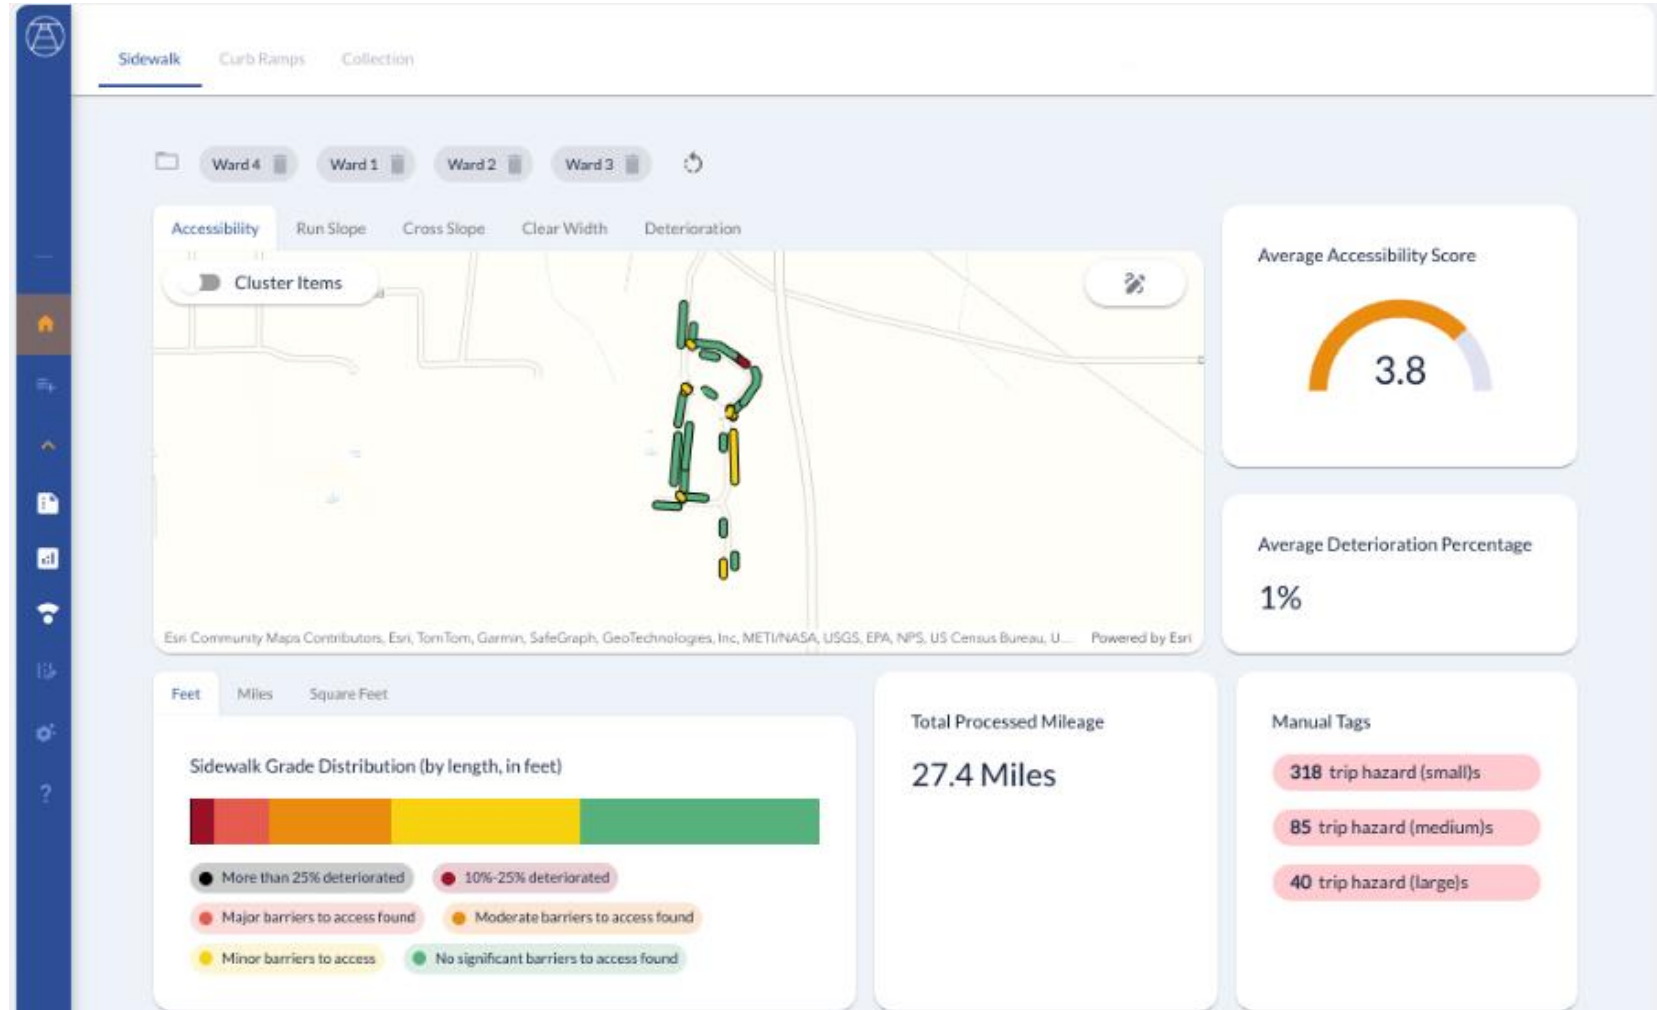 Sidewalk Curb Ramps Collection
Ward 4 Ward 1 Ward 2 Ward 3
Accessibility Run Slope Cross Slope Clear Width Deterioration
Cluster Items
Esri Community Maps Contributors, Esri, TomTom, Garmin, SafeGraph, GeoTechnologies, Inc, METI/NASA, USGS, EPA, NPS, US Census Bureau, U... Powered by Esri
Average Accessibility Score
3.8
Average Deterioration Percentage
1%
Feet Miles Square Feet
Sidewalk Grade Distribution (by length, in feet)
More than 25% deteriorated 10%-25% deteriorated
Major barriers to access found Moderate barriers to access found
Minor barriers to access No significant barriers to access found
Total Processed Mileage
27.4 Miles
Manual Tags
318 trip hazard (small)s
85 trip hazard (medium)s
40 trip hazard (large)s
?